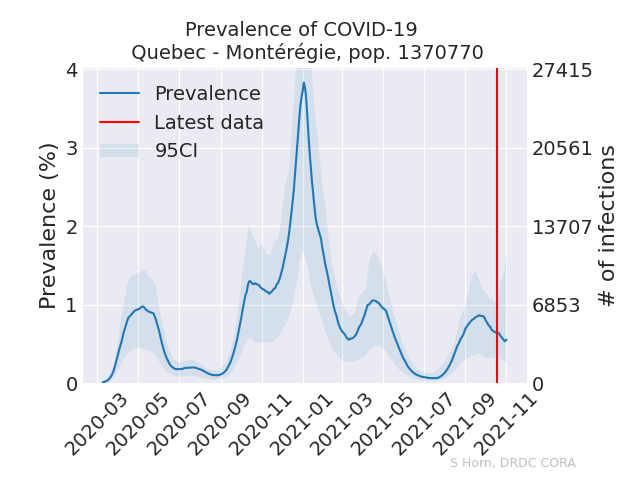 Prevalence of COVID-19
Quebec - Montérégie, pop. 1370770
Prevalence
Latest data
95CI
Prevalence (%)
4
3
2
1
0
27415
20561
13707
6853
0
# of infections
2020-03
2020-05
2020-07
2020-09
2020-11
2021-01
2021-03
2021-05
2021-07
2021-09
2021-11
S Horn, DRDC CORA